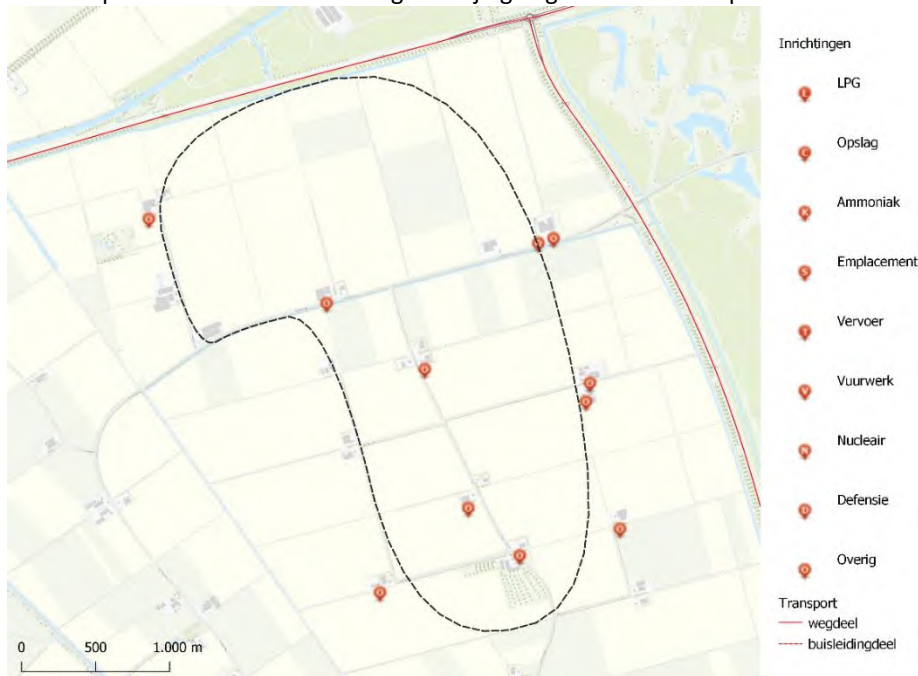 Inrichtingen
L LPG
C Opslag
K Ammoniak
S Emplacement
T Vervoer
V Vuurwerk
N Nucleair
D Defensie
O Overig
Transport
wegdeel
buisleidingdeel
O
O
O
O
O
O
O
O
O
O
0 500 1.000 m